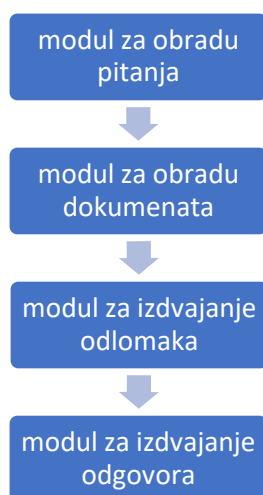 modul za obradu
pitanja
modul za obradu
dokumenata
modul za izdvajanje
odlomaka
modul za izdvajanje
odgovora